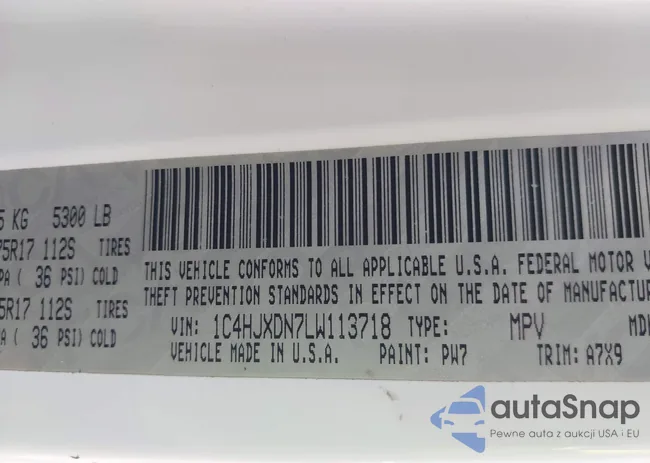 5 KG 5300 LB
75R17 112S TIRES
PA ( 36 PSI) COLD
5R17 112S TIRES
A ( 36 PSI) COLD
THIS VEHICLE CONFORMS TO ALL APPLICABLE U.S.A. FEDERAL MOTOR V
THEFT PREVENTION STANDARDS IN EFFECT ON THE DATE OF MANUFACTUR
VIN: 1C4HJXDN7LW113718 TYPE: MPV MD
VEHICLE MADE IN U.S.A. PAINT: PW7 TRIM: A7X9
autaSnap
Pewne auta z aukcji USA i EU